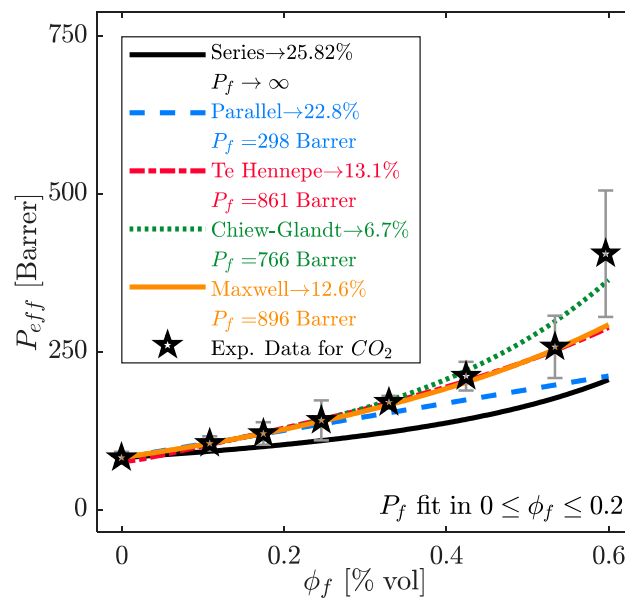 750
500
250
0
P_eff [Barrer]
Series→25.82%
P_f → ∞
Parallel→22.8%
P_f =298 Barrer
Te Hennepe→13.1%
P_f =861 Barrer
Chiew-Glandt→6.7%
P_f =766 Barrer
Maxwell→12.6%
P_f =896 Barrer
Exp. Data for CO₂
P_f fit in 0 ≤ ϕ_f ≤ 0.2
0 0.2 0.4 0.6
ϕ_f [% vol]